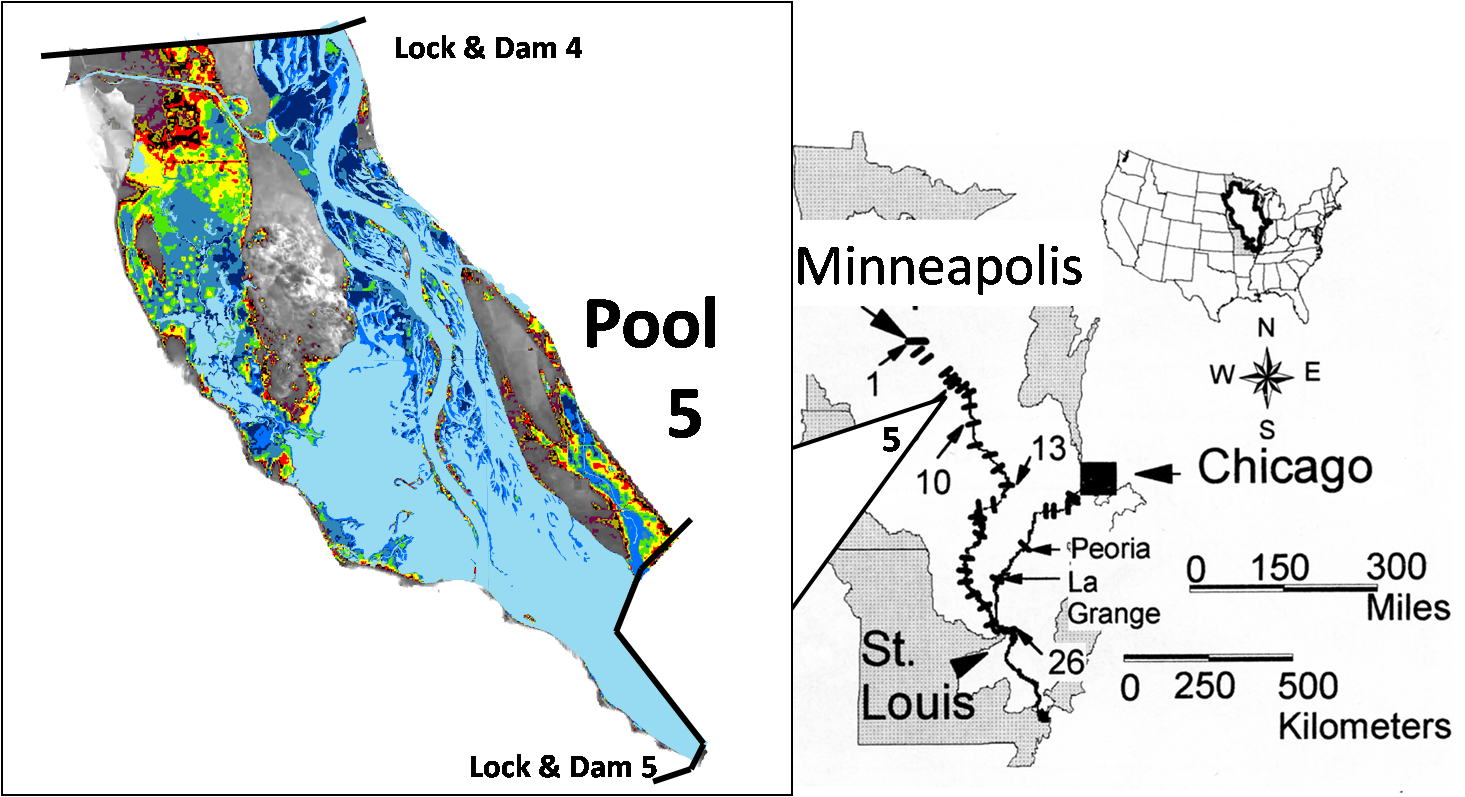 Lock & Dam 4
Pool
5
Lock & Dam 5
Minneapolis
N
W
E
S
1
5
10
13
Chicago
Peoria
La
Grange
0 150 300
Miles
St.
Louis
26
0 250 500
Kilometers